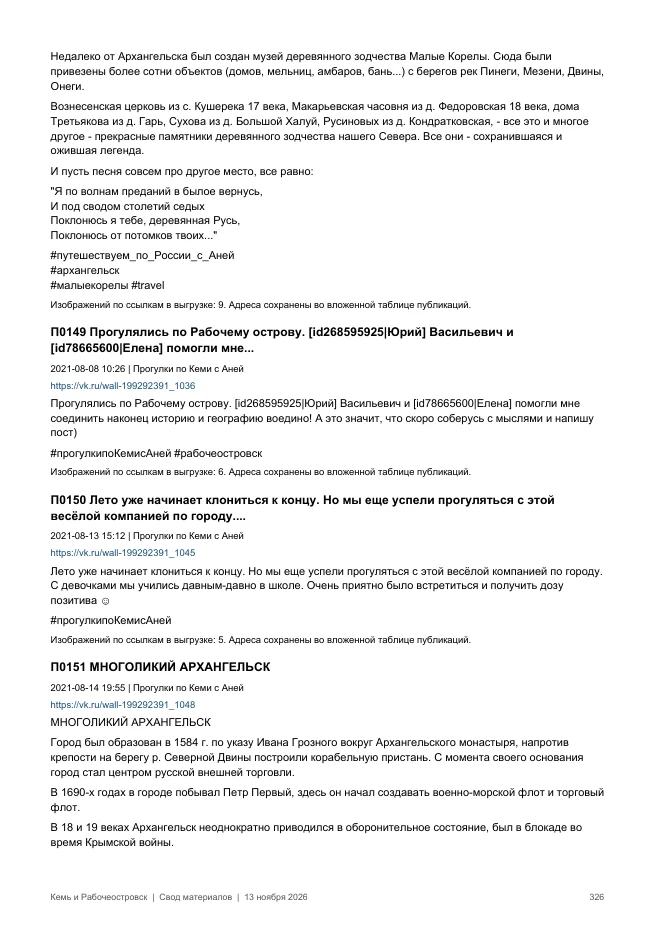 Недалеко от Архангельска был создан музей деревянного зодчества Малые Корелы. Сюда были
привезены более сотни объектов (домов, мельниц, амбаров, бань...) с берегов рек Пинеги, Мезени, Двины,
Онеги.
Вознесенская церковь из с. Кушерека 17 века, Макарьевская часовня из д. Федоровская 18 века, дома
Третьякова из д. Гарь, Сухова из д. Большой Халуй, Русиновых из д. Кондратковская, - все это и многое
другое - прекрасные памятники деревянного зодчества нашего Севера. Все они - сохранившаяся и
ожившая легенда.
И пусть песня совсем про другое место, все равно:
"Я по волнам преданий в былое вернусь,
И под сводом столетий седых
Поклонюсь я тебе, деревянная Русь,
Поклонюсь от потомков твоих..."
#путешествуем_по_России_с_Аней
#архангельск
#малыекорелы #travel
Изображений по ссылкам в выгрузке: 9. Адреса сохранены во вложенной таблице публикаций.
П0149 Прогулялись по Рабочему острову. [id268595925|Юрий] Васильевич и
[id78665600|Елена] помогли мне...
2021-08-08 10:26 | Прогулки по Кеми с Аней
https://vk.ru/wall-199292391_1036
Прогулялись по Рабочему острову. [id268595925|Юрий] Васильевич и [id78665600|Елена] помогли мне
соединить наконец историю и географию воедино! А это значит, что скоро соберусь с мыслями и напишу
пост)
#прогулкипоКемисАней #рабочеостровск
Изображений по ссылкам в выгрузке: 6. Адреса сохранены во вложенной таблице публикаций.
П0150 Лето уже начинает клониться к концу. Но мы еще успели прогуляться с этой
весёлой компанией по городу....
2021-08-13 15:12 | Прогулки по Кеми с Аней
https://vk.ru/wall-199292391_1045
Лето уже начинает клониться к концу. Но мы еще успели прогуляться с этой весёлой компанией по городу.
С девочками мы учились давным-давно в школе. Очень приятно было встретиться и получить дозу
позитива ☺
#прогулкипоКемисАней
Изображений по ссылкам в выгрузке: 5. Адреса сохранены во вложенной таблице публикаций.
П0151 МНОГОЛИКИЙ АРХАНГЕЛЬСК
2021-08-14 19:55 | Прогулки по Кеми с Аней
https://vk.ru/wall-199292391_1048
МНОГОЛИКИЙ АРХАНГЕЛЬСК
Город был образован в 1584 г. по указу Ивана Грозного вокруг Архангельского монастыря, напротив
крепости на берегу р. Северной Двины построили корабельную пристань. С момента своего основания
город стал центром русской внешней торговли.
В 1690-х годах в городе побывал Петр Первый, здесь он начал создавать военно-морской флот и торговый
флот.
В 18 и 19 веках Архангельск неоднократно приводился в оборонительное состояние, был в блокаде во
время Крымской войны.
Кемь и Рабочеостровск | Свод материалов | 13 ноября 2026 326